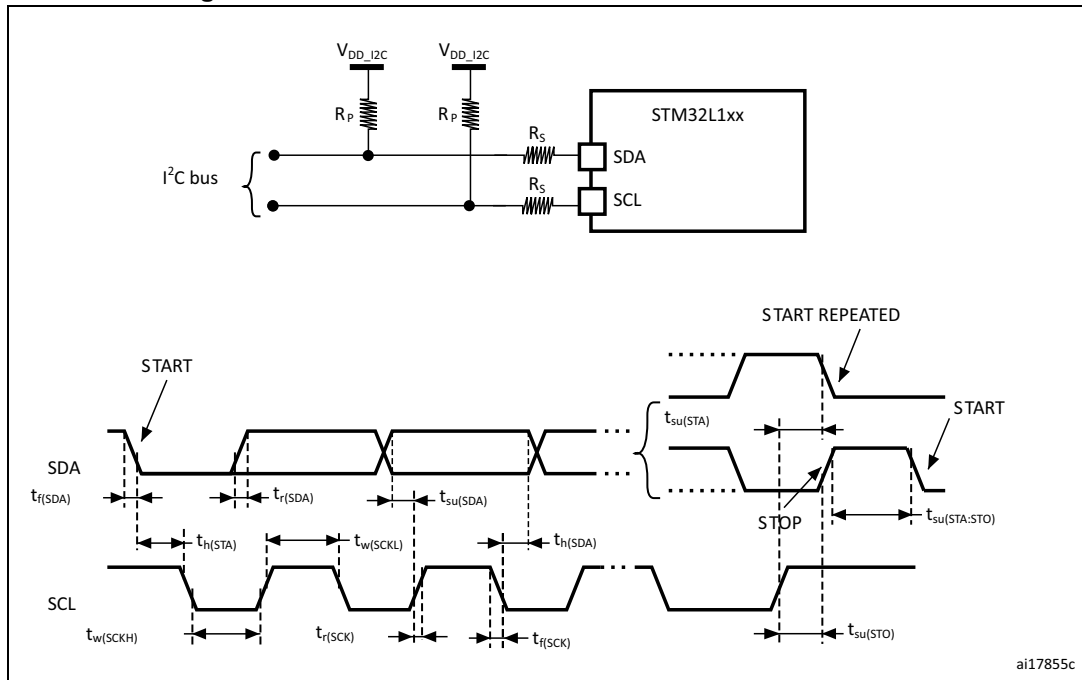 V_DD_I2C V_DD_I2C
R_P R_P
STM32L1xx
R_S
SDA
I²C bus
R_S
SCL
START REPEATED
START
START
t_su(STA)
SDA
t_f(SDA) t_r(SDA) t_su(SDA)
STOP
t_su(STA:STO)
t_h(STA) t_w(SCKL) t_h(SDA)
SCL
t_w(SCKH) t_r(SCK) t_f(SCK) t_su(STO)
ai17855c